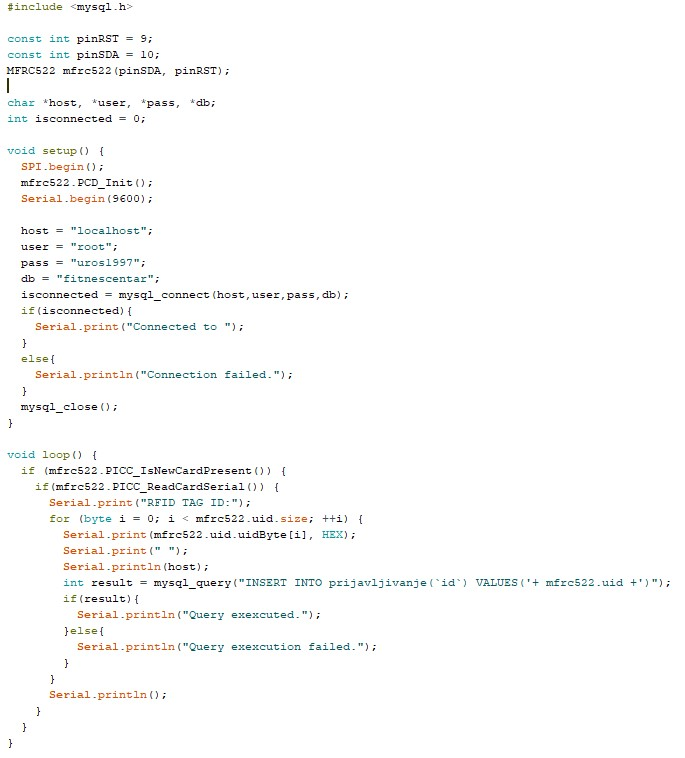 #include <mysql.h>
const int pinRST = 9;
const int pinSDA = 10;
MFRC522 mfrc522(pinSDA, pinRST);
char *host, *user, *pass, *db;
int isconnected = 0;
void setup() {
SPI.begin();
mfrc522.PCD_Init();
Serial.begin(9600);
host = "localhost";
user = "root";
pass = "uros1997";
db = "fitnescentar";
isconnected = mysql_connect(host,user,pass,db);
if(isconnected){
Serial.print("Connected to ");
}
else{
Serial.println("Connection failed.");
}
mysql_close();
}
void loop() {
if (mfrc522.PICC_IsNewCardPresent()) {
if(mfrc522.PICC_ReadCardSerial()) {
Serial.print("RFID TAG ID:");
for (byte i = 0; i < mfrc522.uid.size; ++i) {
Serial.print(mfrc522.uid.uidByte[i], HEX);
Serial.print(" ");
Serial.println(host);
int result = mysql_query("INSERT INTO prijavljivanje(`id`) VALUES('+ mfrc522.uid +')");
if(result){
Serial.println("Query exexcuted.");
}else{
Serial.println("Query exexcution failed.");
}
}
Serial.println();
}
}
}